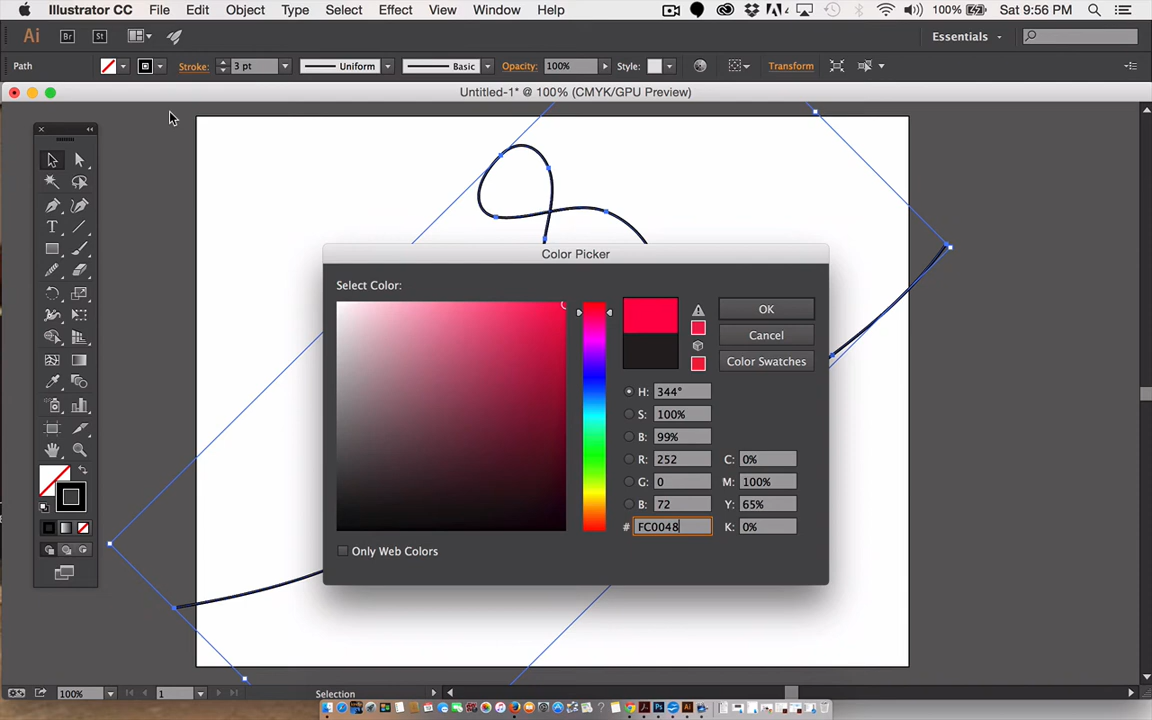 Illustrator CC File Edit Object Type Select Effect View Window Help 100% Sat 9:56 PM
Ai Br St Essentials
Path Stroke: 3 pt Uniform Basic Opacity: 100% Style: Transform
Untitled-1* @ 100% (CMYK/GPU Preview)
Color Picker
Select Color:
OK
Cancel
Color Swatches
H: 344°
S: 100%
B: 99%
R: 252 C: 0%
G: 0 M: 100%
B: 72 Y: 65%
# FC0048 K: 0%
Only Web Colors
100% 1 Selection